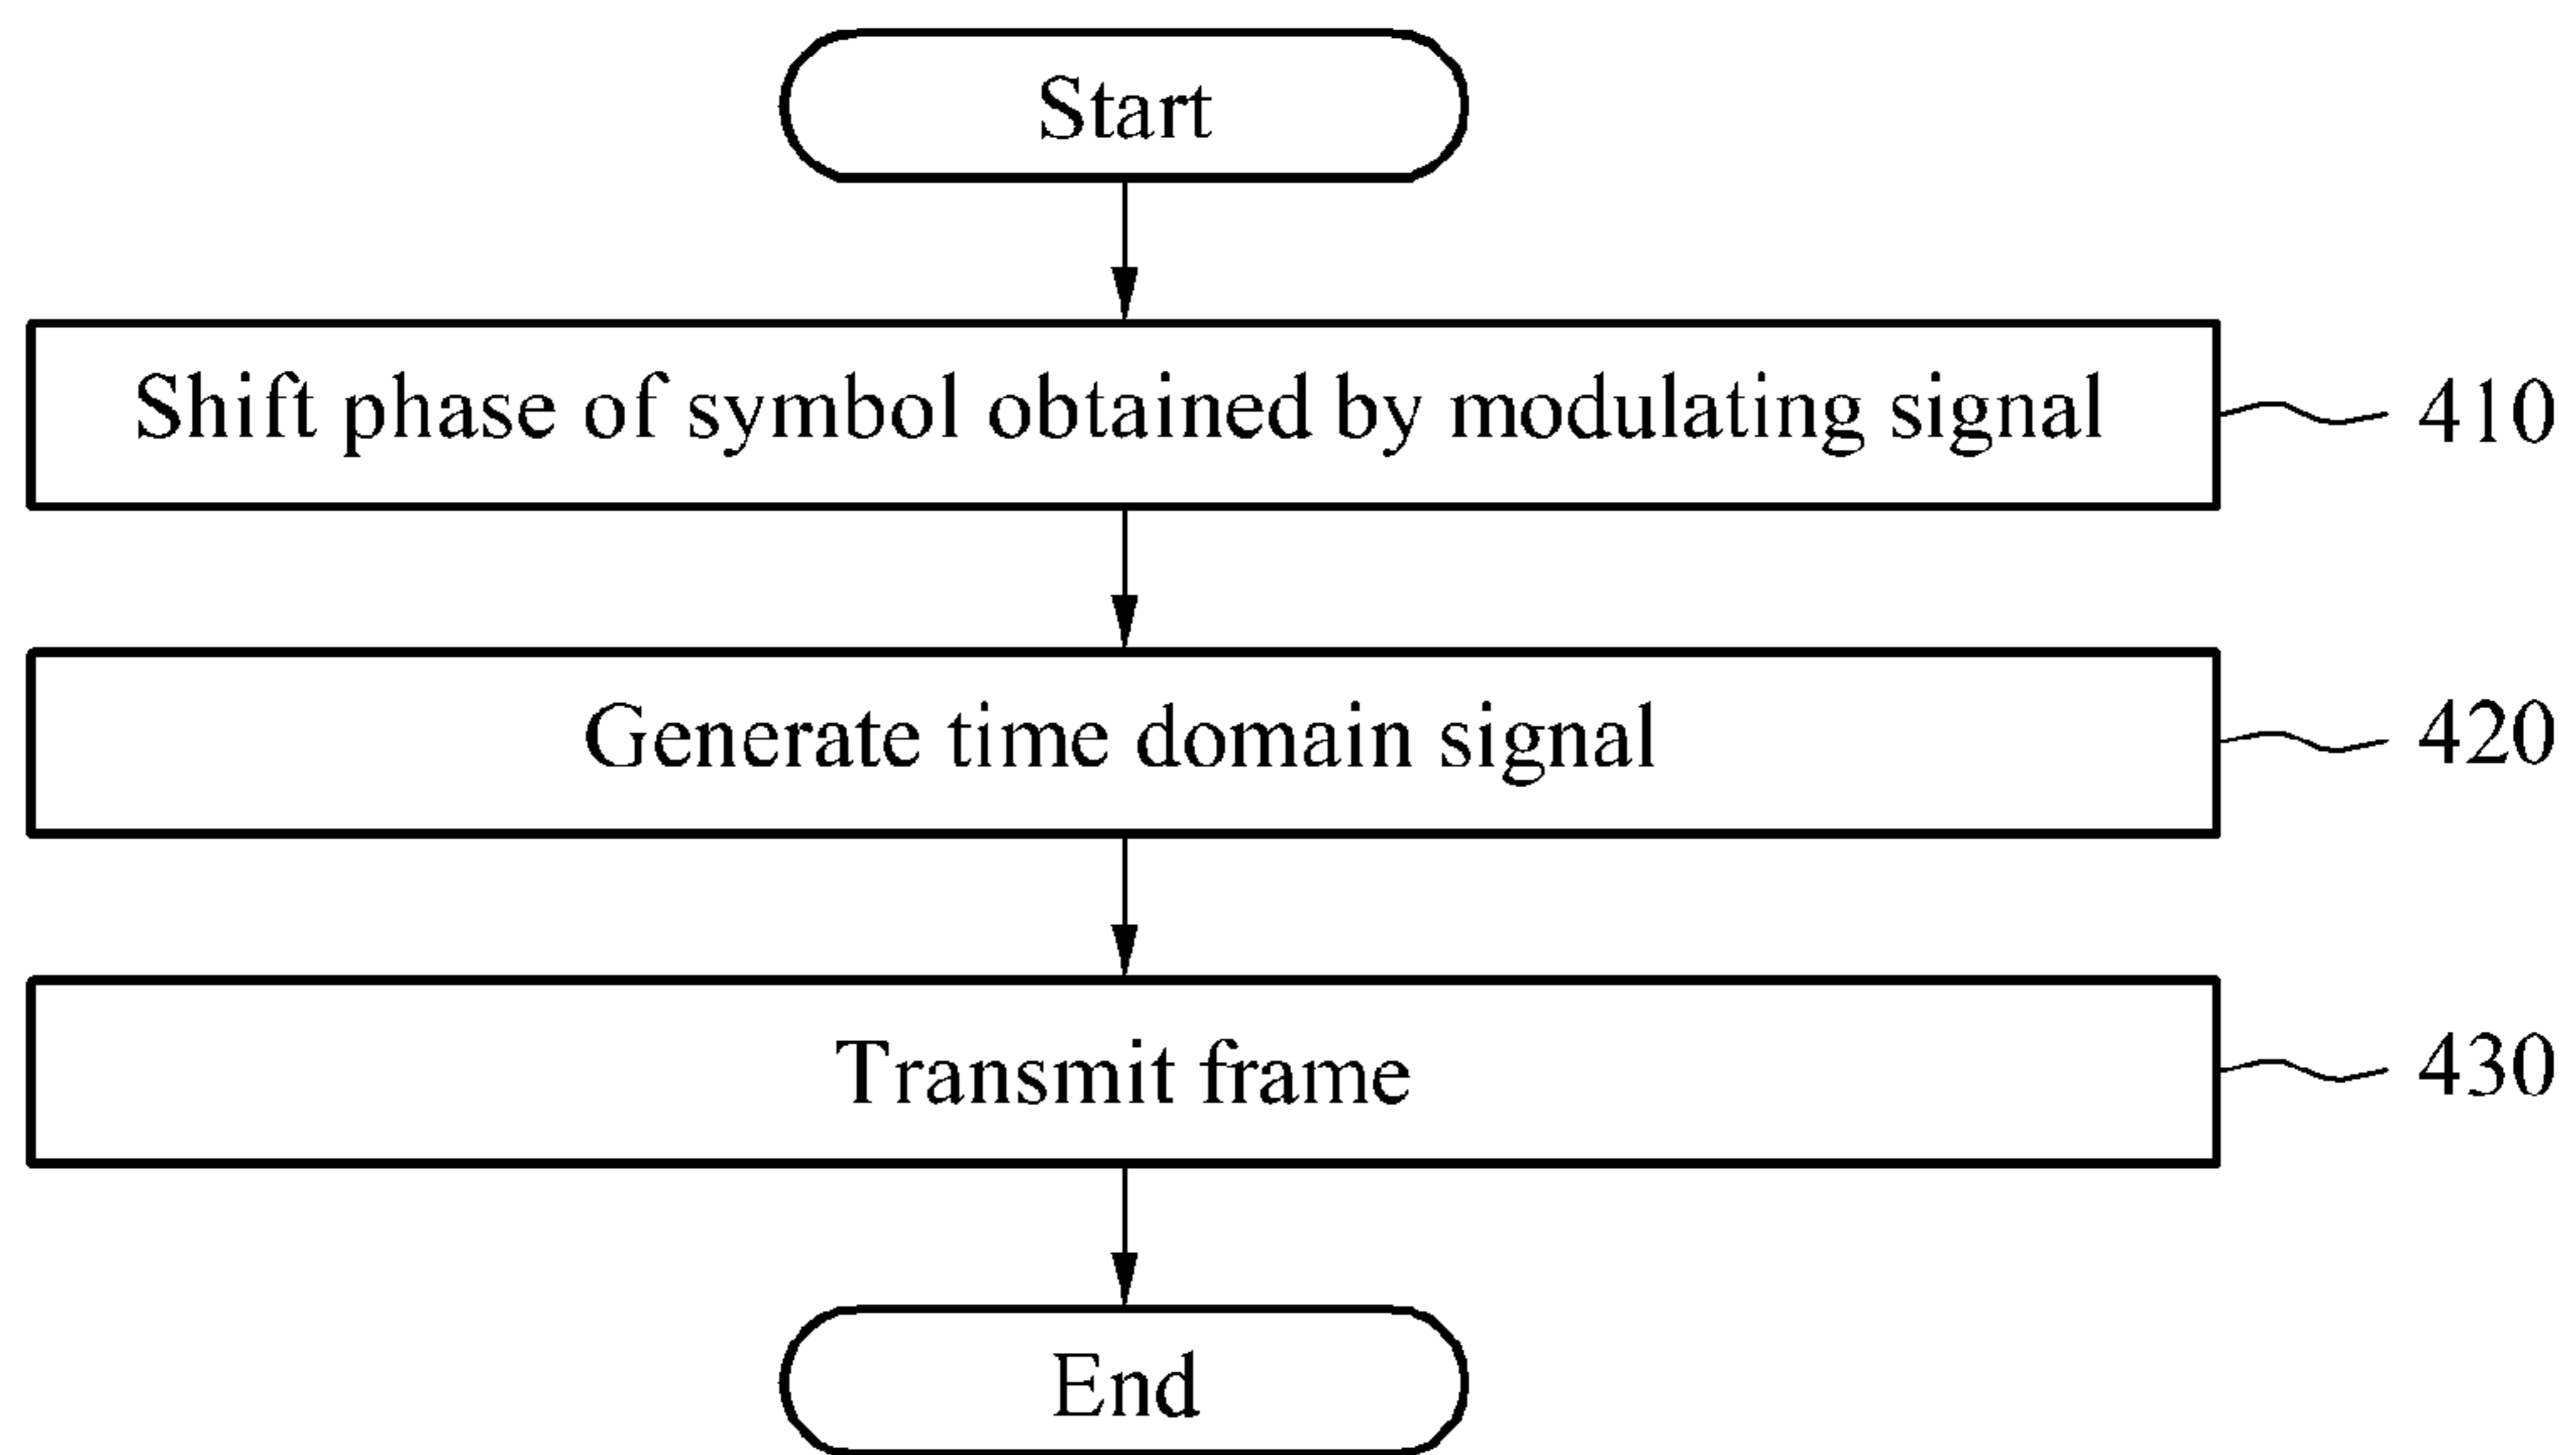 Start
Shift phase of symbol obtained by modulating signal 410
Generate time domain signal 420
Transmit frame 430
End